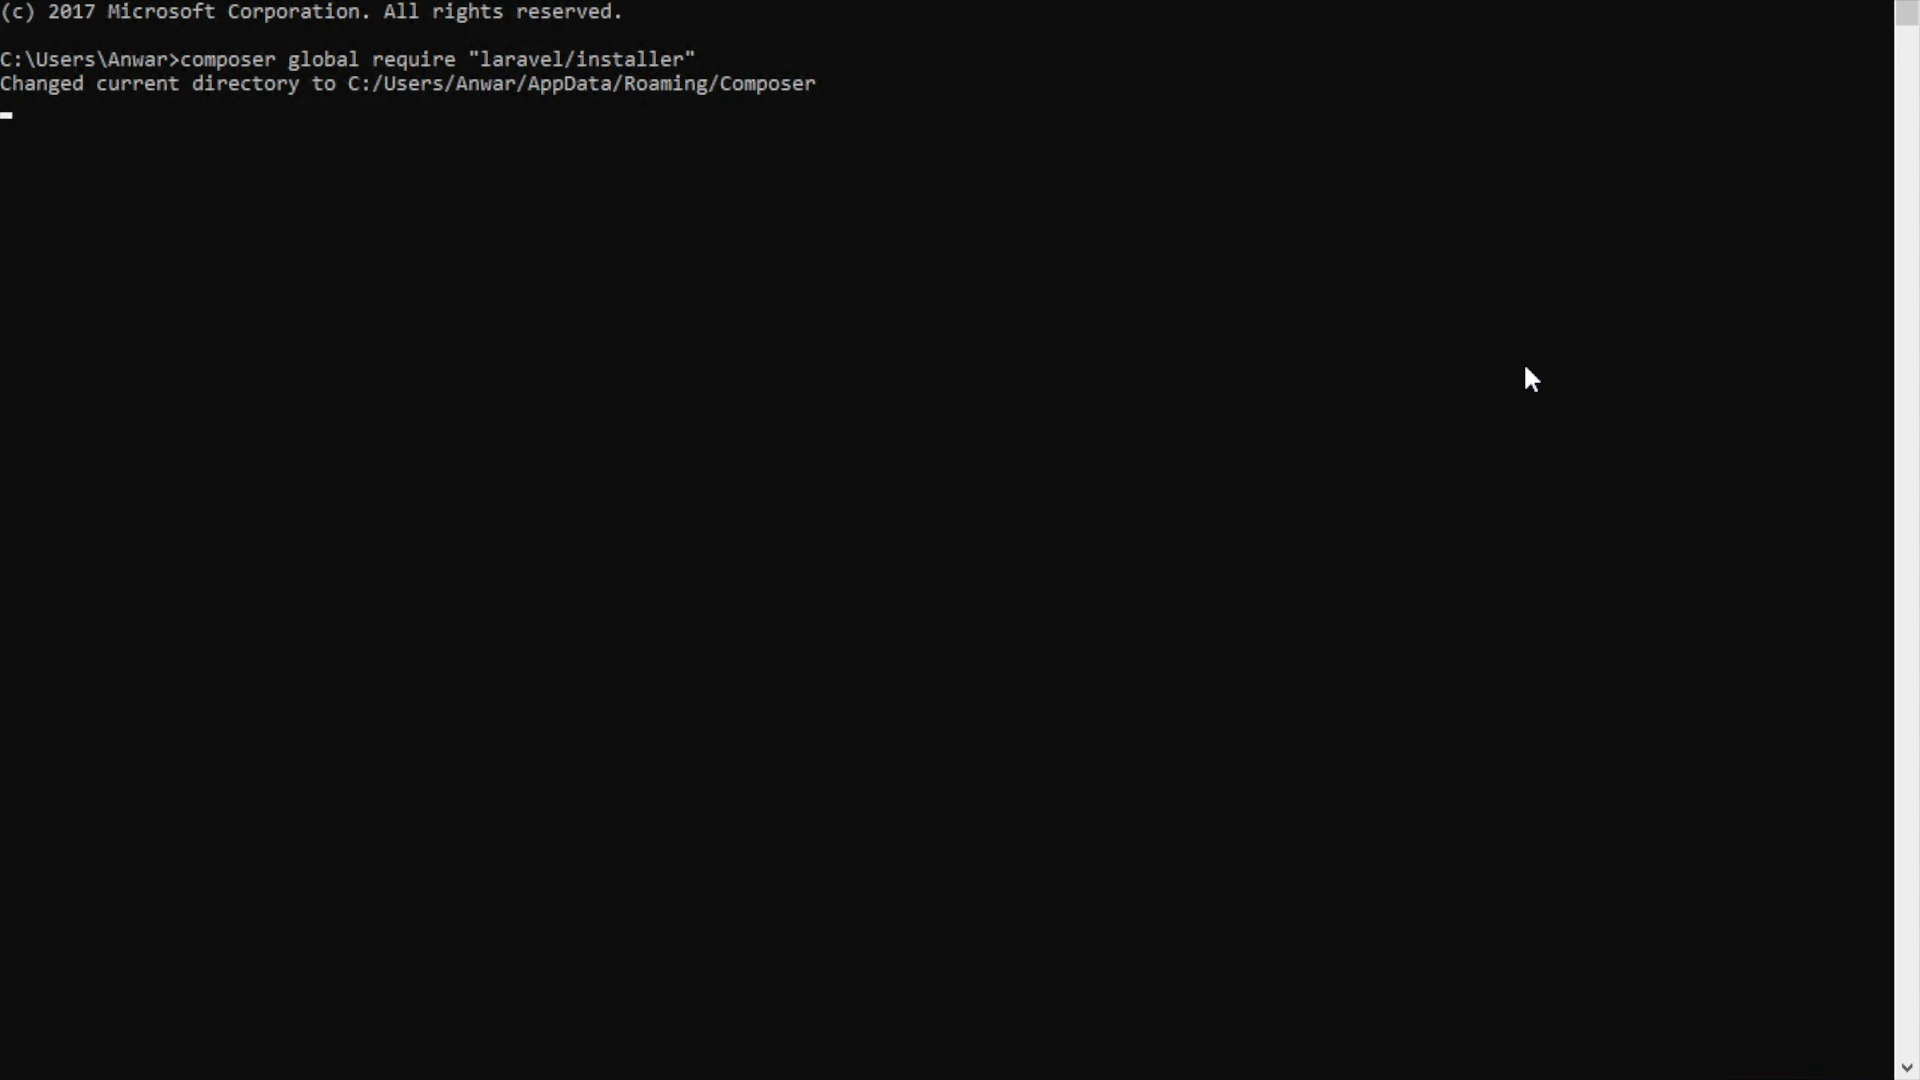 (c) 2017 Microsoft Corporation. All rights reserved.
C:\Users\Anwar>composer global require "laravel/installer"
Changed current directory to C:/Users/Anwar/AppData/Roaming/Composer